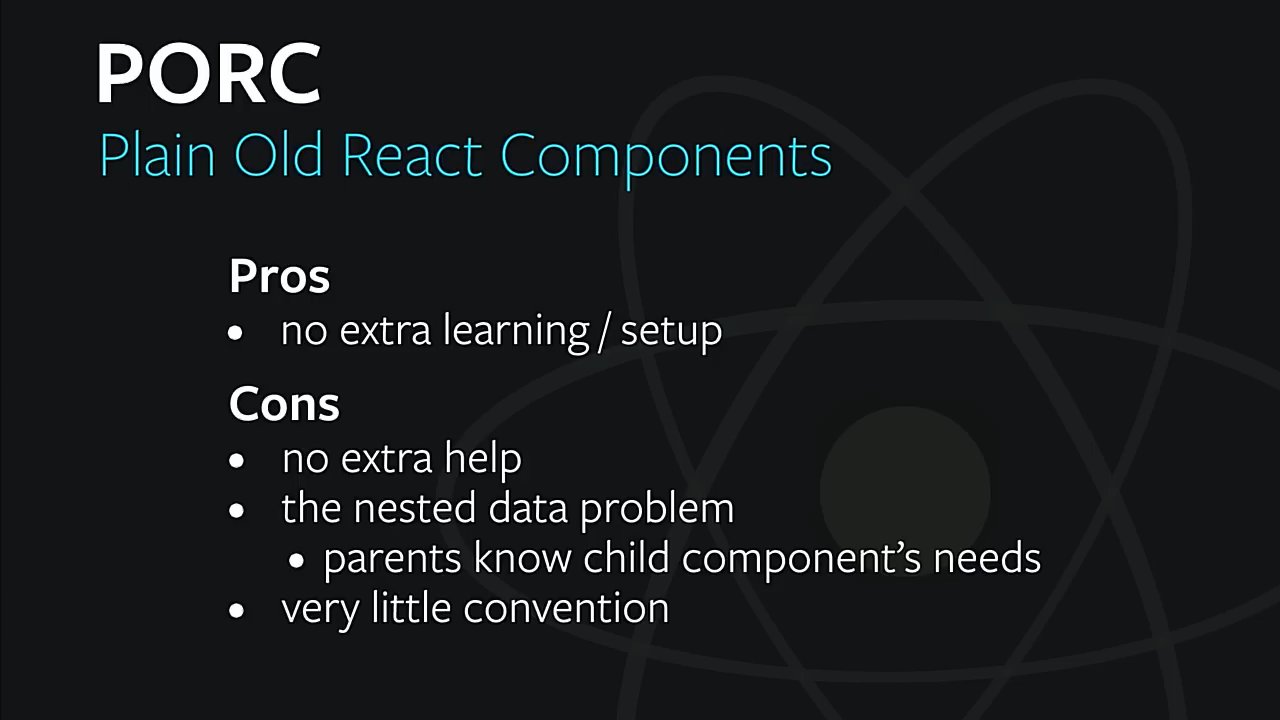 PORC
Plain Old React Components
Pros
• no extra learning / setup
Cons
• no extra help
• the nested data problem
• parents know child component’s needs
• very little convention